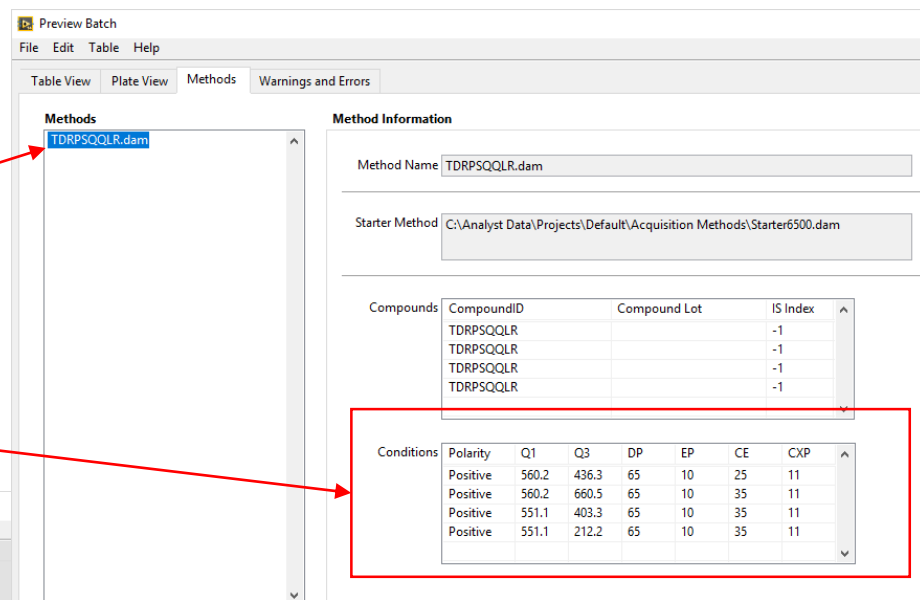 Preview Batch
File Edit Table Help
Table View Plate View Methods Warnings and Errors
Methods
TDRPSQQLR.dam
Method Information
Method Name TDRPSQQLR.dam
Starter Method C:\Analyst Data\Projects\Default\Acquisition Methods\Starter6500.dam
Compounds CompoundID Compound Lot IS Index
TDRPSQQLR -1
TDRPSQQLR -1
TDRPSQQLR -1
TDRPSQQLR -1
Conditions Polarity Q1 Q3 DP EP CE CXP
Positive 560.2 436.3 65 10 25 11
Positive 560.2 660.5 65 10 35 11
Positive 551.1 403.3 65 10 35 11
Positive 551.1 212.2 65 10 35 11